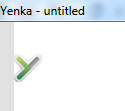 Yenka - untitled